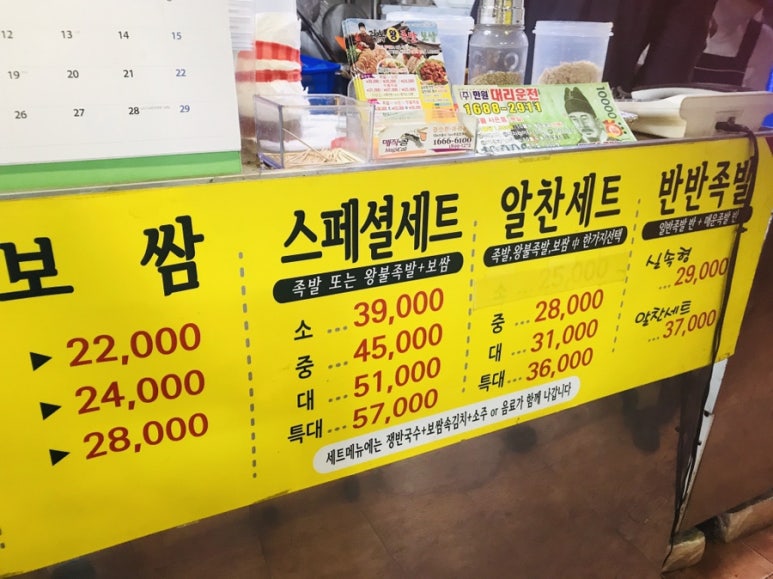 12 13 14 15
19 20 21 22
26 27 28 29
(주)만원 대리운전
1688-2911
10000
매직콜
1666-6100
보쌈
▶ 22,000
▶ 24,000
▶ 28,000
스페셜세트
족발 또는 왕불족발+보쌈
소 ... 39,000
중 ... 45,000
대 ... 51,000
특대 ... 57,000
알찬세트
족발,왕불족발,보쌈 中 한가지선택
소 25,000
중 ... 28,000
대 ... 31,000
특대 ... 36,000
반반족발
일반족발 반 + 매운족발 반
실속형
... 29,000
알찬세트
... 37,000
세트메뉴에는 쟁반국수+보쌈속김치+소주 or 음료가 함께 나갑니다